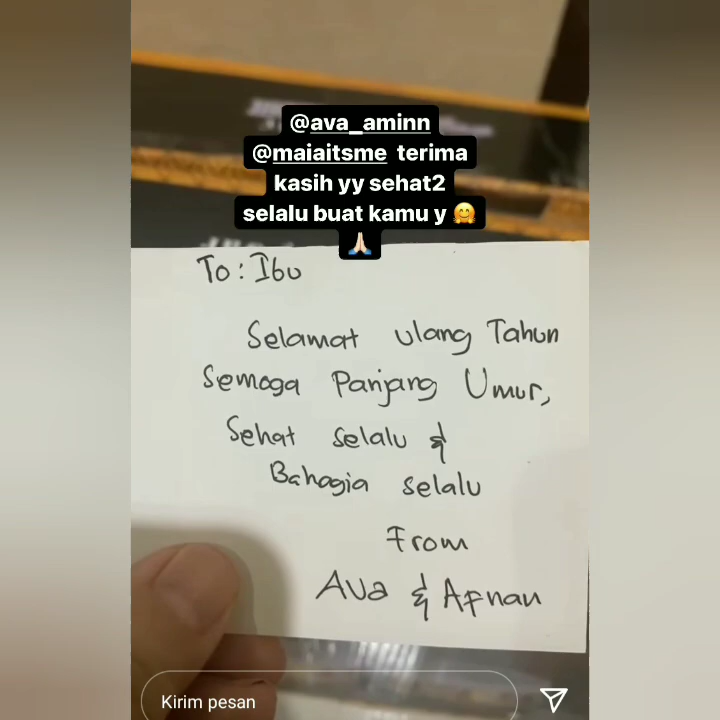 @ava_aminn
@maiaitsme terima
kasih yy sehat2
selalu buat kamu y 🤗
🙏🏻
To: Ibu
Selamat ulang Tahun
Semoga Panjang Umur,
Sehat selalu &
Bahagia selalu
From
Ava & Afnan
Kirim pesan